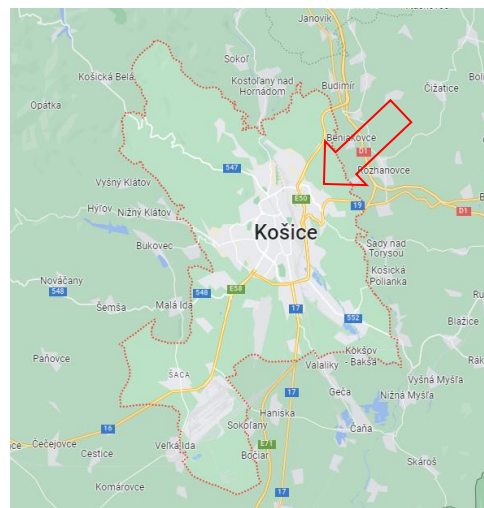 Janovík
Sokoľ
Košická Belá
Kostoľany nad
Hornádom
Budimír
Čižatice
Opátka
Beniakovce
D1
547
Rozhanovce
Vyšný Klátov
E50
19
D1
Hýľov
Nižný Klátov
Košice
Bukovec
Sady nad
Torysou
Košická
Polianka
Nováčany
548
548
E58
Malá Ida
Šemša
17
552
Blažice
Kokšov
- Bakša
Paňovce
Valaliky
ŠACA
Vyšná Myšľa
17
Geča
Nižná Myšľa
Haniska
Sokoľany
16
Čaňa
Čečejovce
Veľká Ida
E71
Cestice
Bočiar
Skároš
Komárovce
17